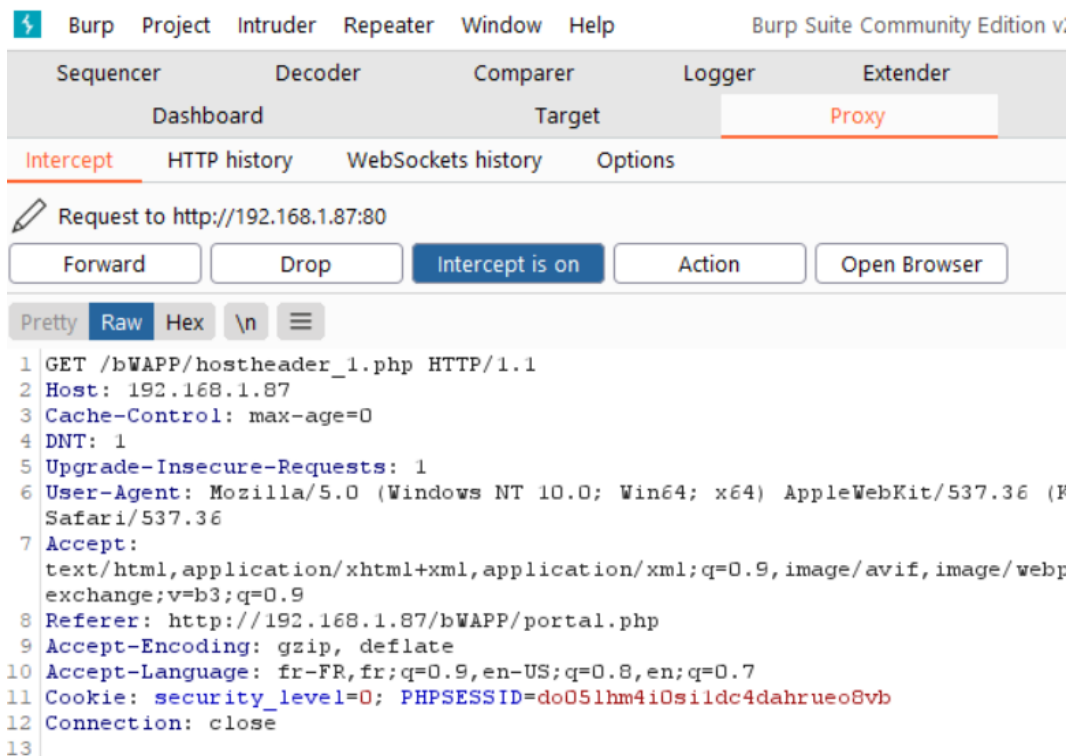 Burp Project Intruder Repeater Window Help Burp Suite Community Edition
Sequencer Decoder Comparer Logger Extender
Dashboard Target Proxy
Intercept HTTP history WebSockets history Options
Request to http://192.168.1.87:80
Forward Drop Intercept is on Action Open Browser
Pretty Raw Hex \n
1 GET /bWAPP/hostheader_1.php HTTP/1.1
2 Host: 192.168.1.87
3 Cache-Control: max-age=0
4 DNT: 1
5 Upgrade-Insecure-Requests: 1
6 User-Agent: Mozilla/5.0 (Windows NT 10.0; Win64; x64) AppleWebKit/537.36 (K
Safari/537.36
7 Accept:
text/html,application/xhtml+xml,application/xml;q=0.9,image/avif,image/webp
exchange;v=b3;q=0.9
8 Referer: http://192.168.1.87/bWAPP/portal.php
9 Accept-Encoding: gzip, deflate
10 Accept-Language: fr-FR,fr;q=0.9,en-US;q=0.8,en;q=0.7
11 Cookie: security_level=0; PHPSESSID=do05lhm4i0si1dc4dahrueo8vb
12 Connection: close
13